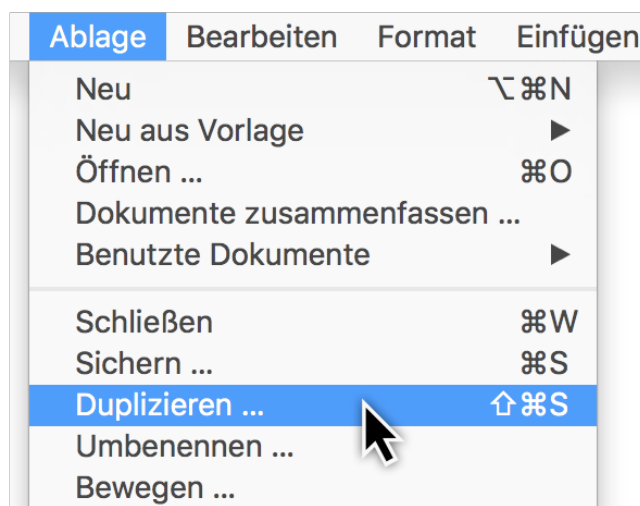 Ablage Bearbeiten Format Einfügen
Neu ⌥⌘N
Neu aus Vorlage ▶
Öffnen ... ⌘O
Dokumente zusammenfassen ...
Benutzte Dokumente ▶
Schließen ⌘W
Sichern ... ⌘S
Duplizieren ... ⇧⌘S
Umbenennen ...
Bewegen ...